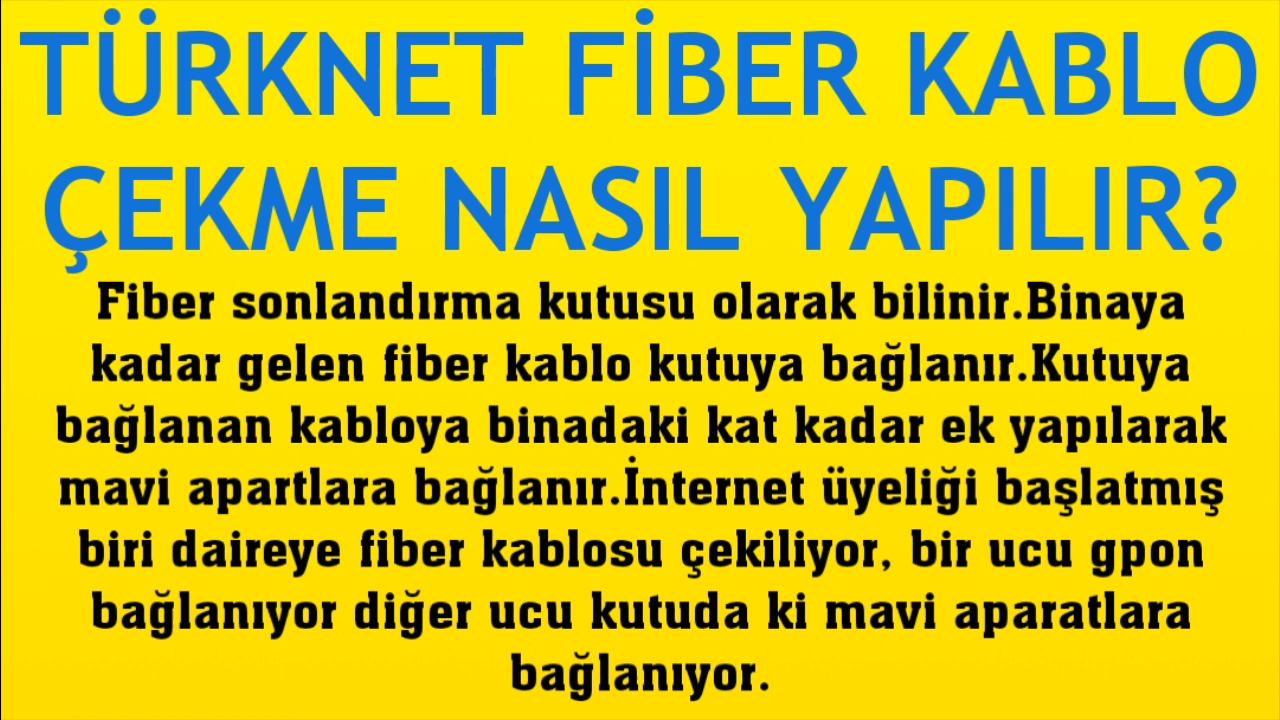 TÜRKNET FİBER KABLO
ÇEKME NASIL YAPILIR?
Fiber sonlandırma kutusu olarak bilinir.Binaya
kadar gelen fiber kablo kutuya bağlanır.Kutuya
bağlanan kabloya binadaki kat kadar ek yapılarak
mavi apartlara bağlanır.İnternet üyeliği başlatmış
biri daireye fiber kablosu çekiliyor, bir ucu gpon
bağlanıyor diğer ucu kutuda ki mavi aparatlara
bağlanıyor.